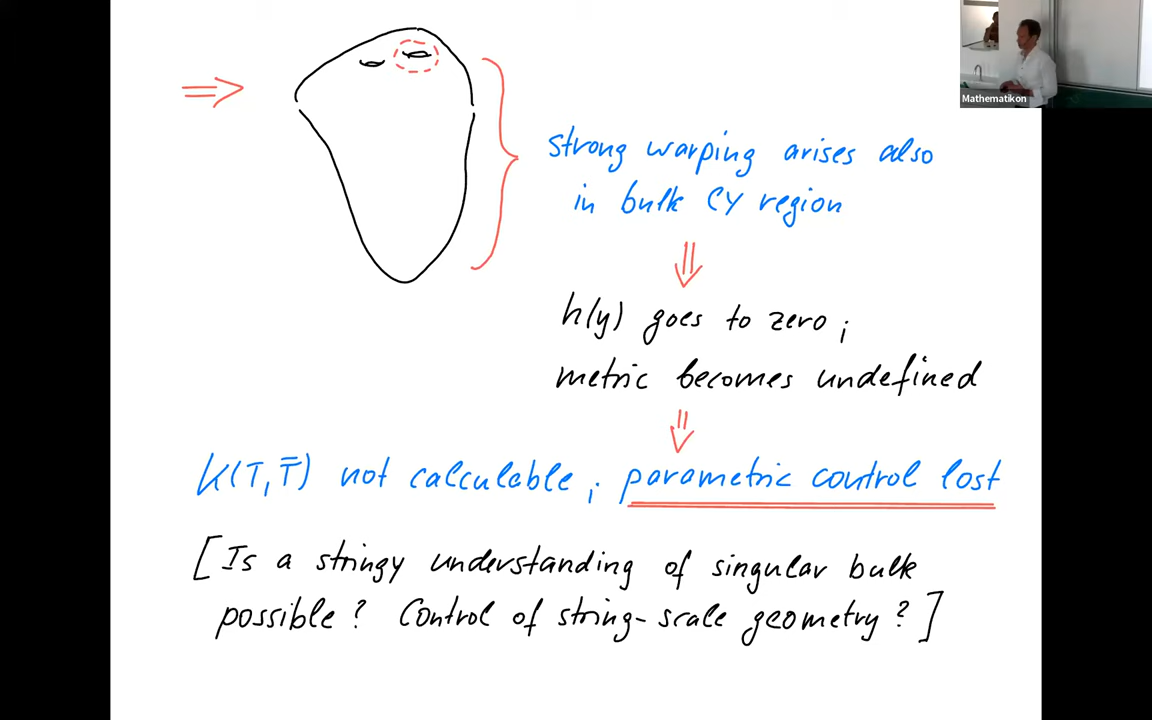 Mathematikon
strong warping arises also
in bulk CY region
h(y) goes to zero;
metric becomes undefined
K(T, T̄) not calculable; parametric control lost
[Is a stringy understanding of singular bulk
possible? Control of string-scale geometry?]